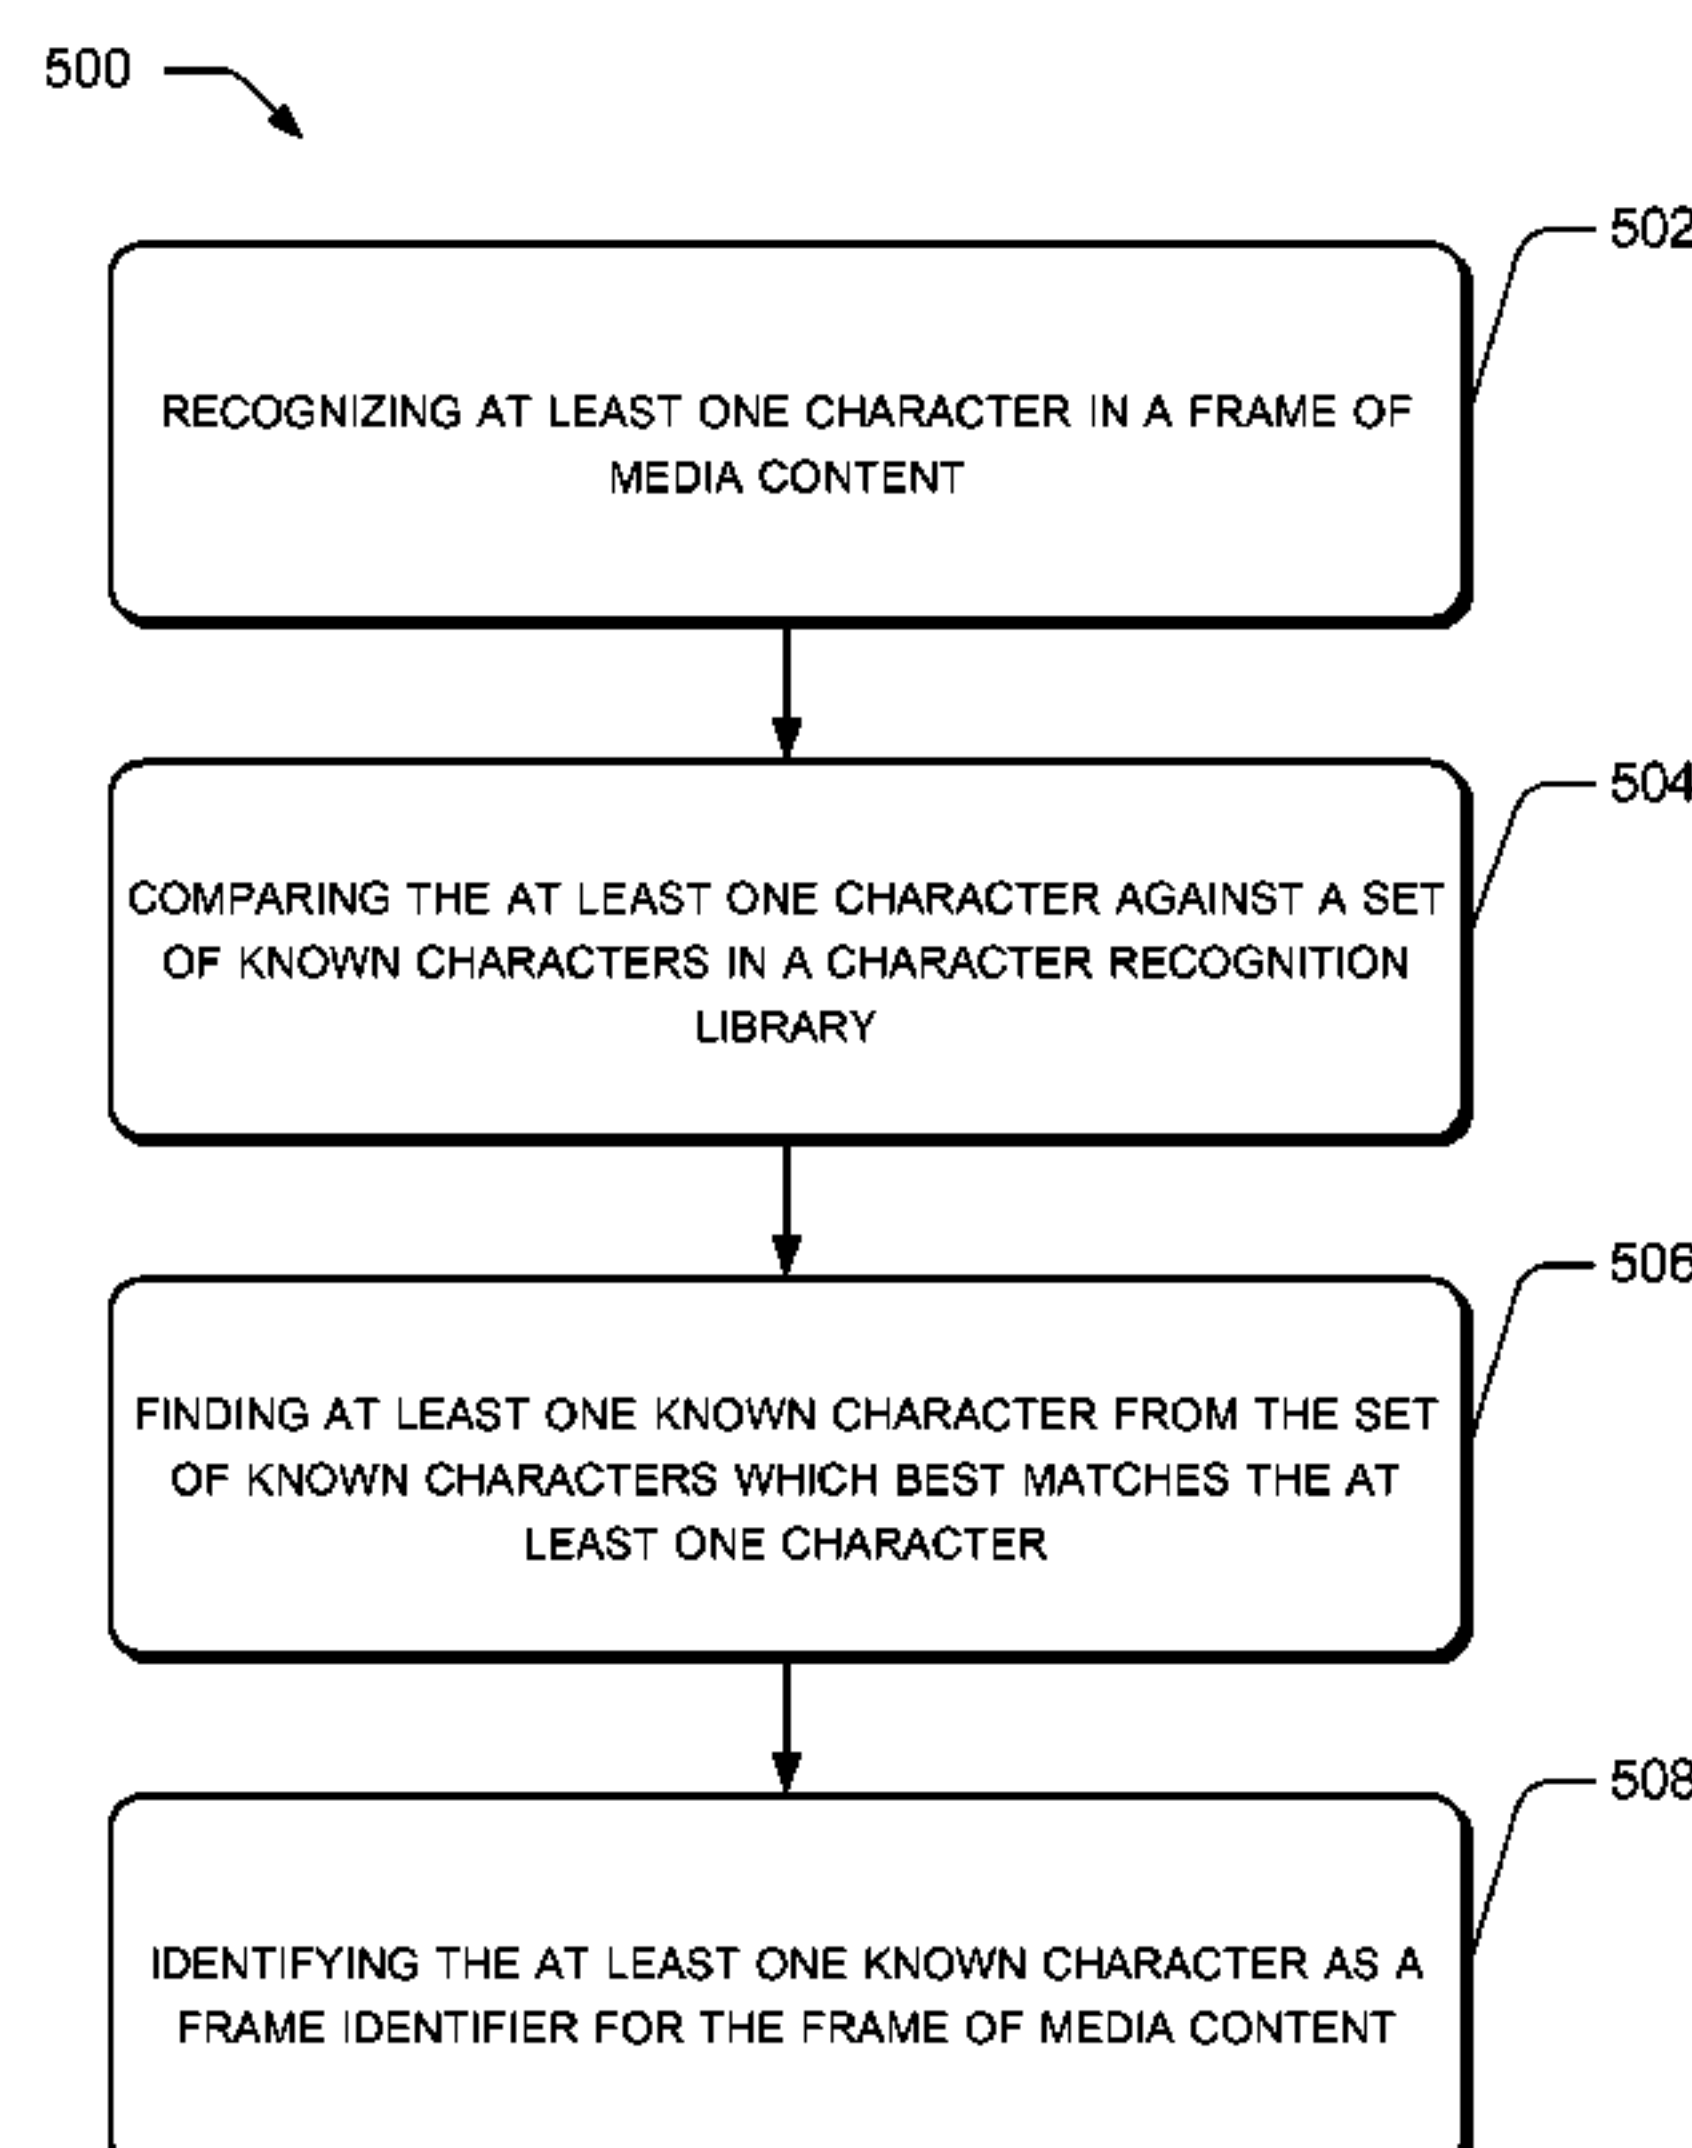 500
502
RECOGNIZING AT LEAST ONE CHARACTER IN A FRAME OF
MEDIA CONTENT
504
COMPARING THE AT LEAST ONE CHARACTER AGAINST A SET
OF KNOWN CHARACTERS IN A CHARACTER RECOGNITION
LIBRARY
506
FINDING AT LEAST ONE KNOWN CHARACTER FROM THE SET
OF KNOWN CHARACTERS WHICH BEST MATCHES THE AT
LEAST ONE CHARACTER
508
IDENTIFYING THE AT LEAST ONE KNOWN CHARACTER AS A
FRAME IDENTIFIER FOR THE FRAME OF MEDIA CONTENT